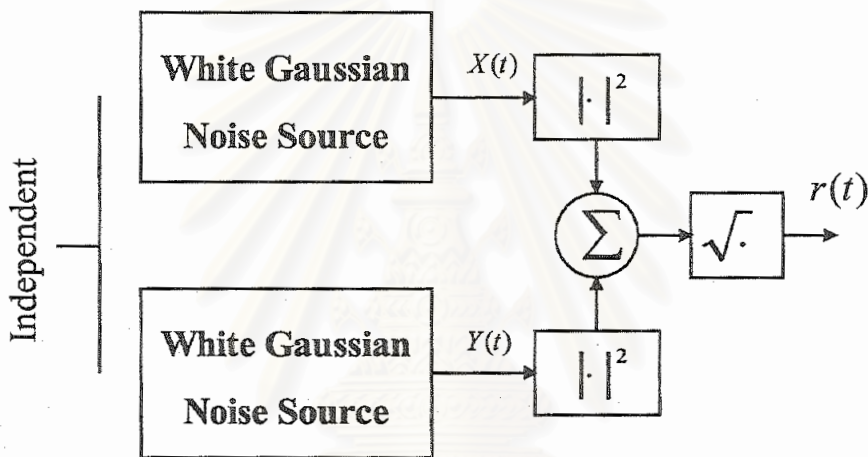 White Gaussian
Noise Source
X(t)
|·|²
Independent
Σ
√·
r(t)
White Gaussian
Noise Source
Y(t)
|·|²